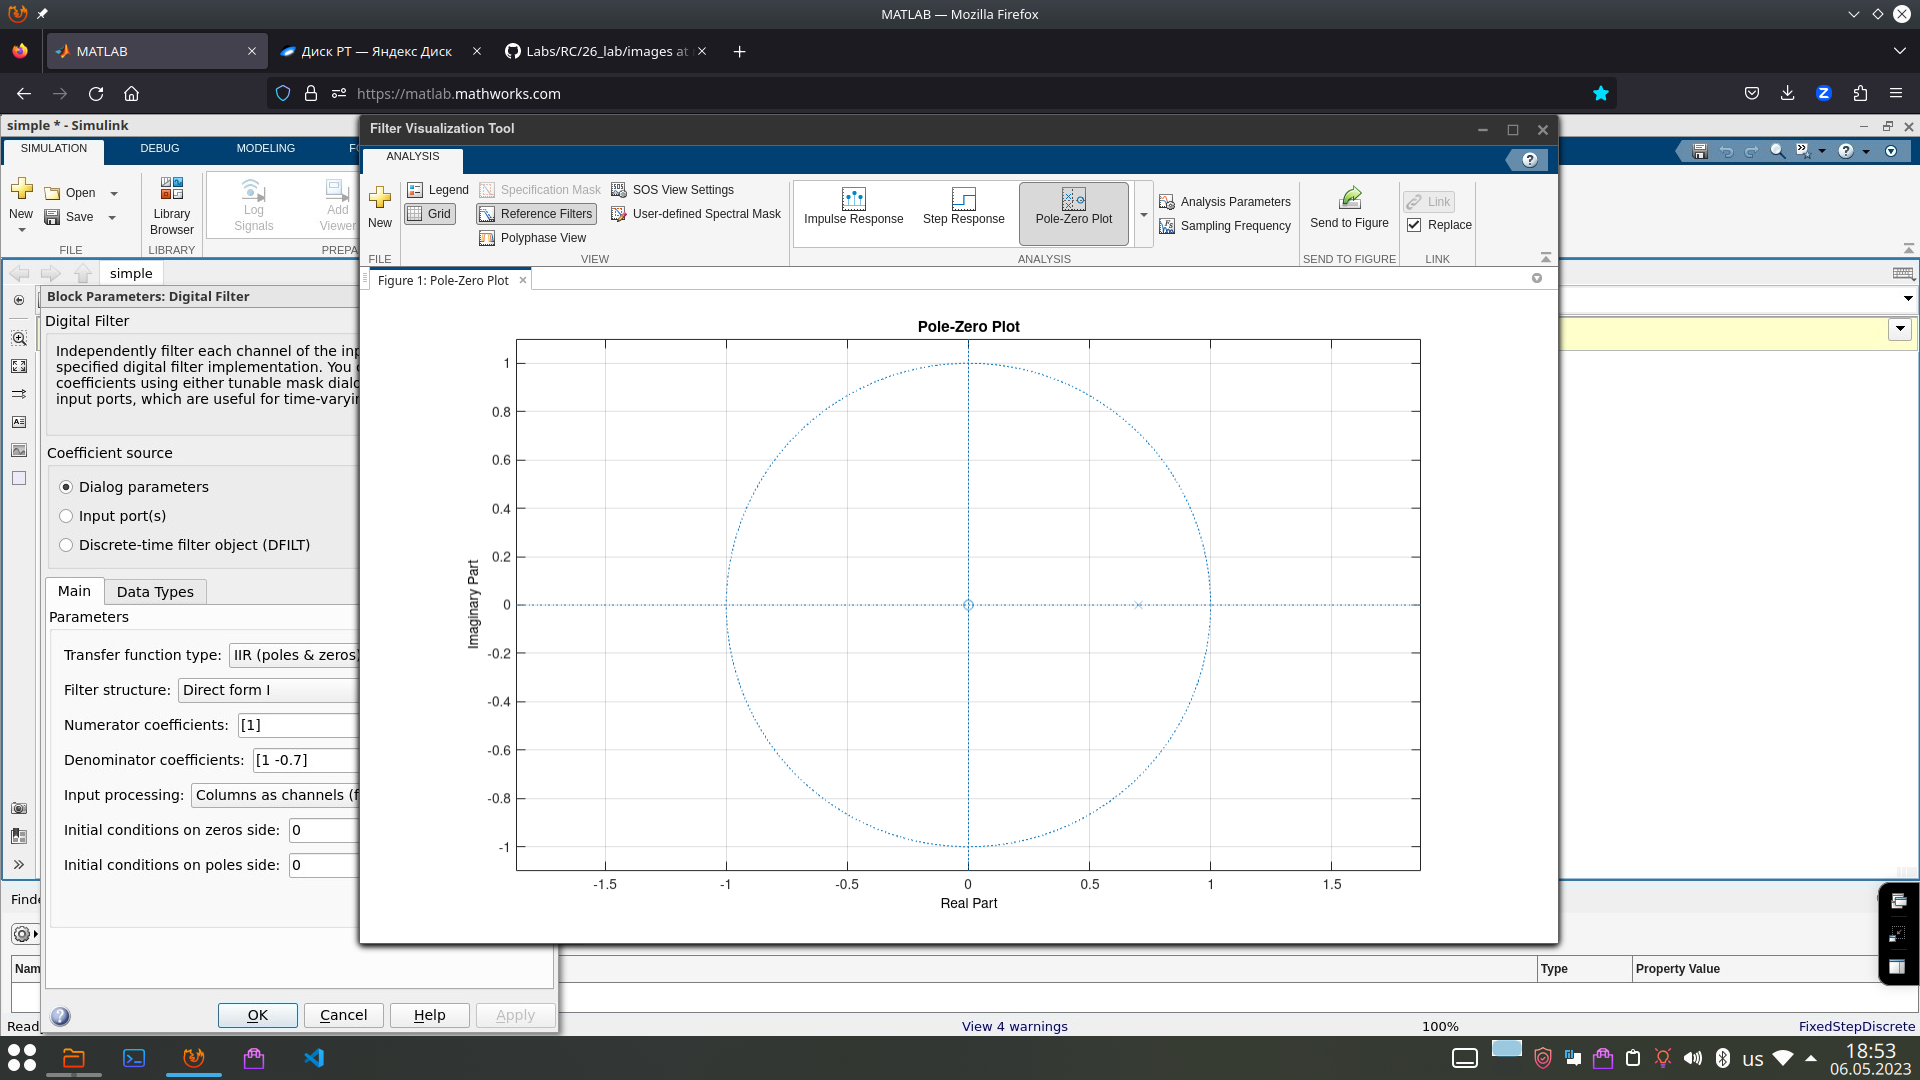 MATLAB — Mozilla Firefox
MATLAB
Диск РТ — Яндекс Диск
Labs/RC/26_lab/images at
https://matlab.mathworks.com
simple * - Simulink
SIMULATION
DEBUG
MODELING
New
Open
Save
FILE
Library
Browser
LIBRARY
Log
Signals
Add
Viewer
PREPA
simple
Block Parameters: Digital Filter
Digital Filter
Independently filter each channel of the inp
specified digital filter implementation. You
coefficients using either tunable mask dialo
input ports, which are useful for time-varyin
Coefficient source
Dialog parameters
Input port(s)
Discrete-time filter object (DFILT)
Main
Data Types
Parameters
Transfer function type:
IIR (poles & zeros)
Filter structure:
Direct form I
Numerator coefficients:
[1]
Denominator coefficients:
[1 -0.7]
Input processing:
Columns as channels (f
Initial conditions on zeros side:
0
Initial conditions on poles side:
0
OK
Cancel
Help
Apply
Filter Visualization Tool
ANALYSIS
New
FILE
Legend
Grid
Specification Mask
Reference Filters
Polyphase View
SOS View Settings
User-defined Spectral Mask
VIEW
Impulse Response
Step Response
Pole-Zero Plot
Analysis Parameters
Sampling Frequency
ANALYSIS
Send to Figure
SEND TO FIGURE
Link
Replace
LINK
Figure 1: Pole-Zero Plot
Pole-Zero Plot
1
0.8
0.6
0.4
0.2
0
-0.2
-0.4
-0.6
-0.8
-1
Imaginary Part
-1.5
-1
-0.5
0
0.5
1
1.5
Real Part
Type
Property Value
View 4 warnings
100%
FixedStepDiscrete
us
18:53
06.05.2023